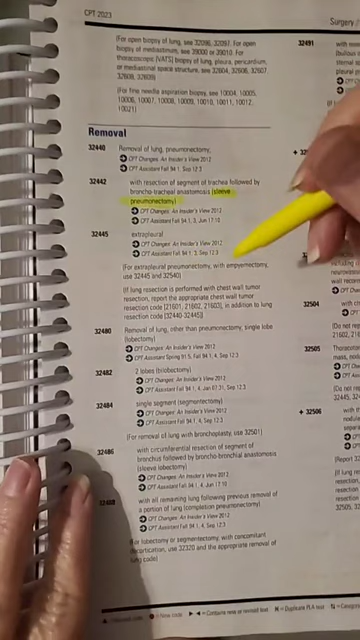 CPT 2023
Surgery /
(For open biopsy of lung, see 32096, 32097. For open
biopsy of mediastinum, see 39000 or 39010. For
thoracoscopic [VATS] biopsy of lung, pleura, pericardium,
or mediastinal space structure, see 32604, 32606, 32607,
32608, 32609)
(For fine needle aspiration biopsy, see 10004, 10005,
10006, 10007, 10008, 10009, 10010, 10011, 10012,
10021)
Removal
32440 Removal of lung, pneumonectomy;
CPT Changes: An Insider's View 2012
CPT Assistant Fall 94:1, Sep 12:3
32442 with resection of segment of trachea followed by
broncho-tracheal anastomosis (sleeve
pneumonectomy)
CPT Changes: An Insider's View 2012
CPT Assistant Fall 94:1, 3, Jun 17:10
32445 extrapleural
CPT Changes: An Insider's View 2012
CPT Assistant Fall 94:1, 3, Sep 12:3
(For extrapleural pneumonectomy, with empyemectomy,
use 32445 and 32540)
(If lung resection is performed with chest wall tumor
resection, report the appropriate chest wall tumor
resection code [21601, 21602, 21603], in addition to lung
resection code [32440-32445])
32480 Removal of lung, other than pneumonectomy; single lobe
(lobectomy)
CPT Changes: An Insider's View 2012
CPT Assistant Spring 91:5, Fall 94:1, 4, Sep 12:3
32482 2 lobes (bilobectomy)
CPT Changes: An Insider's View 2012
CPT Assistant Fall 94:1, 4, Jun 07:31, Sep 12:3
32484 single segment (segmentectomy)
CPT Changes: An Insider's View 2012
CPT Assistant Fall 94:1, 4, Sep 12:3
(For removal of lung with bronchoplasty, use 32501)
32486 with circumferential resection of segment of
bronchus followed by broncho-bronchial anastomosis
(sleeve lobectomy)
CPT Changes: An Insider's View 2012
CPT Assistant Fall 94:1, 4, Jun 17:10
with all remaining lung following previous removal of
a portion of lung (completion pneumonectomy)
CPT Changes: An Insider's View 2012
CPT Assistant Fall 94:1, 4, Sep 12:3
(For lobectomy or segmentectomy, with concomitant
decortication, use 32320 and the appropriate removal of
lung code)
32491
32504
32505
+ 32506
= New code
= Contains new or revised text
= Duplicate PLA test